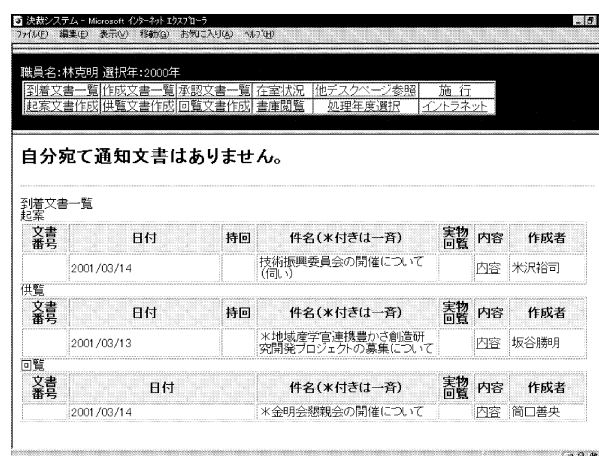 決裁システム - Microsoft インターネット エクスプローラ
ファイル(F) 編集(E) 表示(V) 移動(G) お気に入り(A) ヘルプ(H)
職員名:林克明 選択年:2000年
到着文書一覧 作成文書一覧 承認文書一覧 在室状況 他デスクページ参照 施 行
起案文書作成 供覧文書作成 回覧文書作成 書庫閲覧 処理年度選択 イントラネット
自分宛て通知文書はありません。
到着文書一覧
起案
文書番号 日付 持回 件名(*付きは一斉) 実物回覧 内容 作成者
2001/03/14 技術振興委員会の開催について(伺い) 内容 米沢裕司
供覧
文書番号 日付 持回 件名(*付きは一斉) 実物回覧 内容 作成者
2001/03/13 *地域産学官連携豊かさ創造研究開発プロジェクトの募集について 内容 坂谷勝明
回覧
文書番号 日付 件名(*付きは一斉) 実物回覧 内容 作成者
2001/03/14 *金明会懇親会の開催について 内容 筒口善央